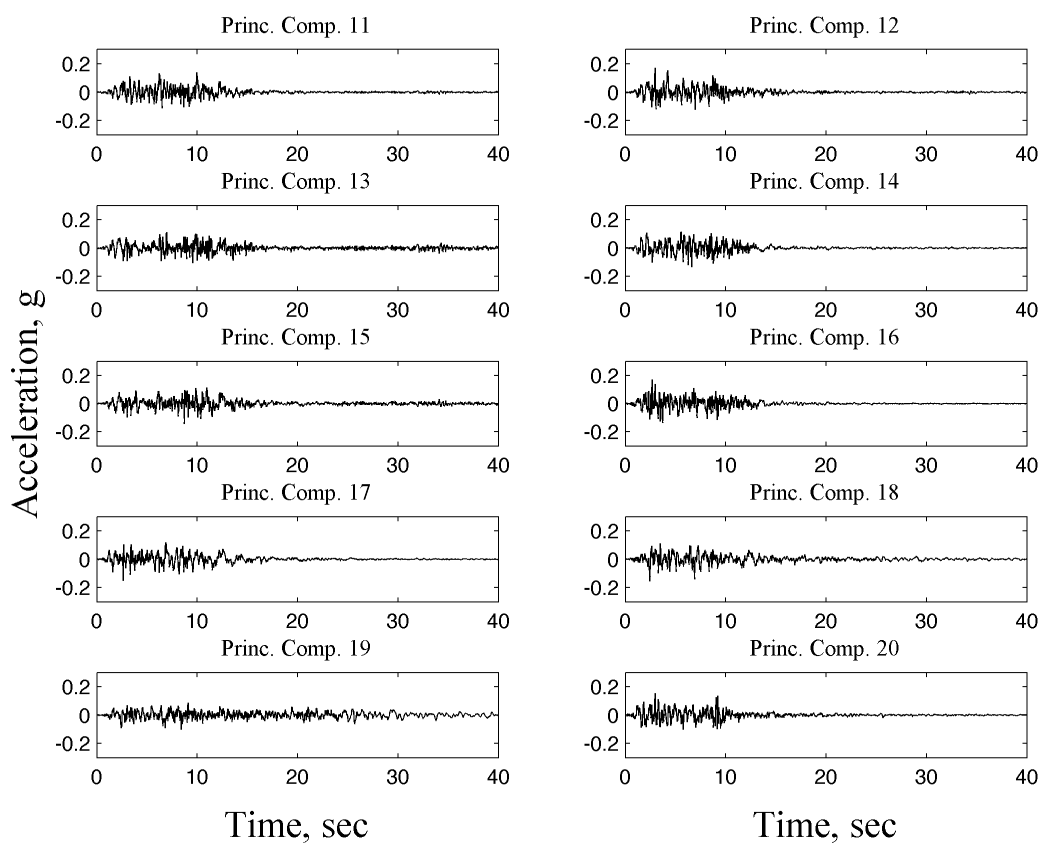 Princ. Comp. 11 Princ. Comp. 12
0.2 0.2
0 0
-0.2 -0.2
0 10 20 30 40 0 10 20 30 40
Princ. Comp. 13 Princ. Comp. 14
0.2 0.2
0 0
-0.2 -0.2
0 10 20 30 40 0 10 20 30 40
Princ. Comp. 15 Princ. Comp. 16
0.2 0.2
0 0
-0.2 -0.2
0 10 20 30 40 0 10 20 30 40
Princ. Comp. 17 Princ. Comp. 18
0.2 0.2
0 0
-0.2 -0.2
0 10 20 30 40 0 10 20 30 40
Princ. Comp. 19 Princ. Comp. 20
0.2 0.2
0 0
-0.2 -0.2
0 10 20 30 40 0 10 20 30 40
Acceleration, g
Time, sec Time, sec